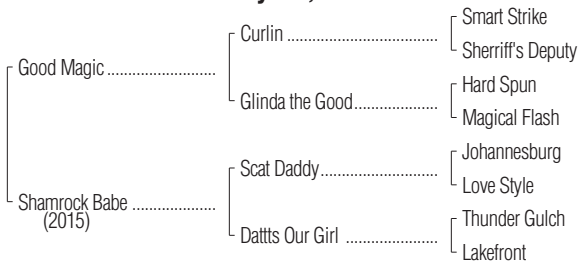 Smart Strike
Curlin ........................................
Sherriff's Deputy
Good Magic ............................
Hard Spun
Glinda the Good......................
Magical Flash
Johannesburg
Scat Daddy...............................
Love Style
Shamrock Babe .....................
(2015)
Thunder Gulch
Dattts Our Girl ........................
Lakefront